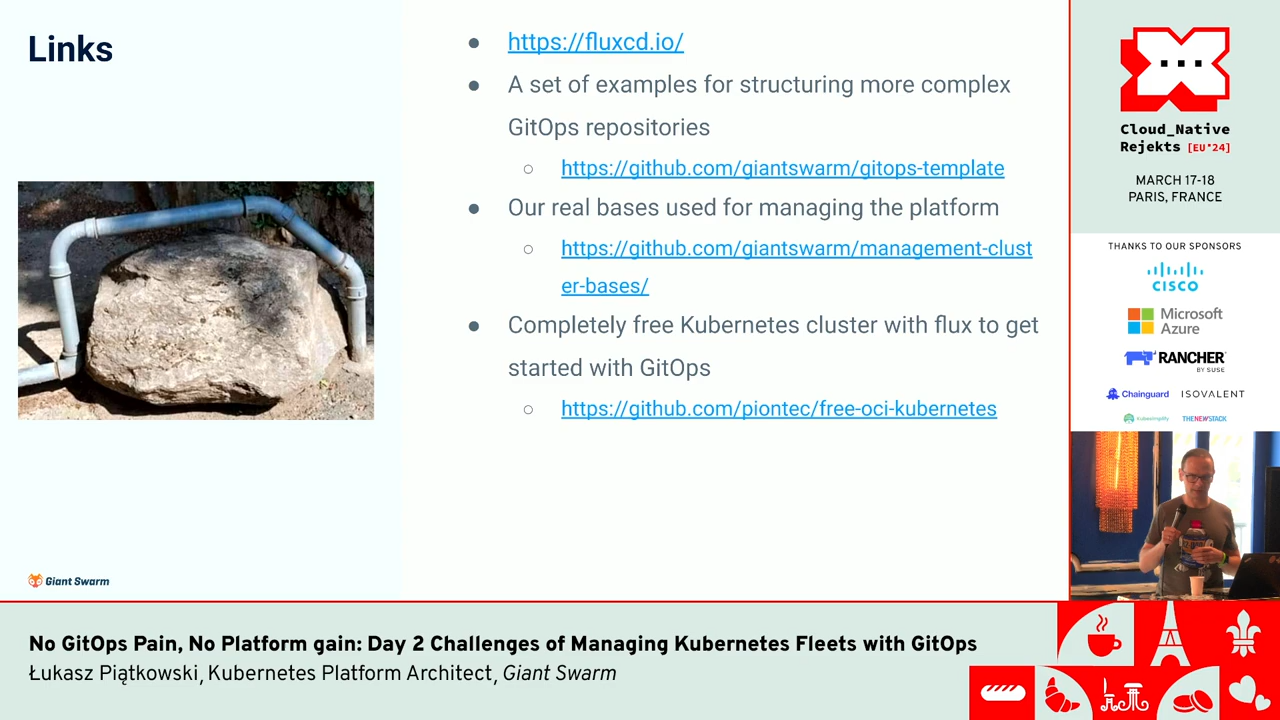 Links
https://fluxcd.io/
A set of examples for structuring more complex
GitOps repositories
https://github.com/giantswarm/gitops-template
Our real bases used for managing the platform
https://github.com/giantswarm/management-clust
er-bases/
Completely free Kubernetes cluster with flux to get
started with GitOps
https://github.com/piontec/free-oci-kubernetes
Giant Swarm
Cloud_Native
Rejekts [EU*24]
MARCH 17-18
PARIS, FRANCE
THANKS TO OUR SPONSORS
CISCO
Microsoft
Azure
RANCHER
BY SUSE
Chainguard
ISOVALENT
Kubesimplify
THENEWSTACK
No GitOps Pain, No Platform gain: Day 2 Challenges of Managing Kubernetes Fleets with GitOps
Łukasz Piątkowski, Kubernetes Platform Architect, Giant Swarm